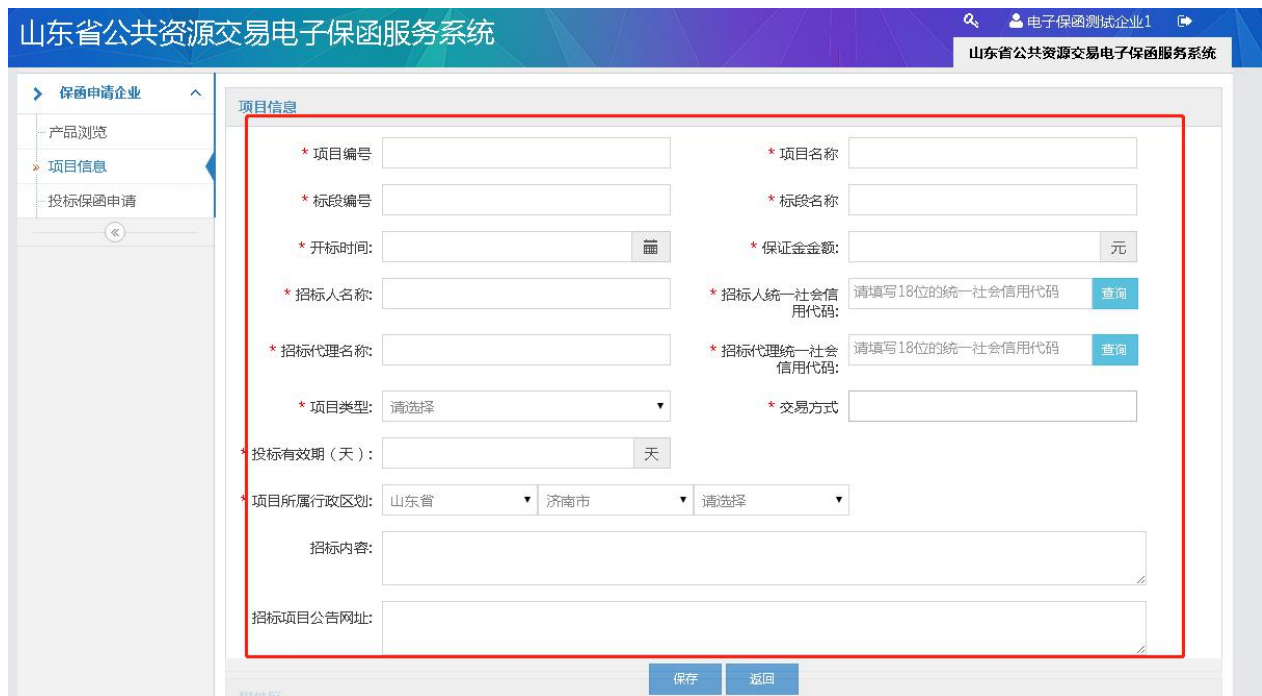 山东省公共资源交易电子保函服务系统
电子保函测试企业1
山东省公共资源交易电子保函服务系统
保函申请企业
产品浏览
项目信息
投标保函申请
项目信息
* 项目编号
* 项目名称
* 标段编号
* 标段名称
* 开标时间:
* 保证金金额:
元
* 招标人名称:
* 招标人统一社会信
用代码:
请填写18位的统一社会信用代码
查询
* 招标代理名称:
* 招标代理统一社会
信用代码:
请填写18位的统一社会信用代码
查询
* 项目类型:
请选择
* 交易方式
* 投标有效期(天):
天
* 项目所属行政区划:
山东省
济南市
请选择
招标内容:
招标项目公告网址:
保存
返回